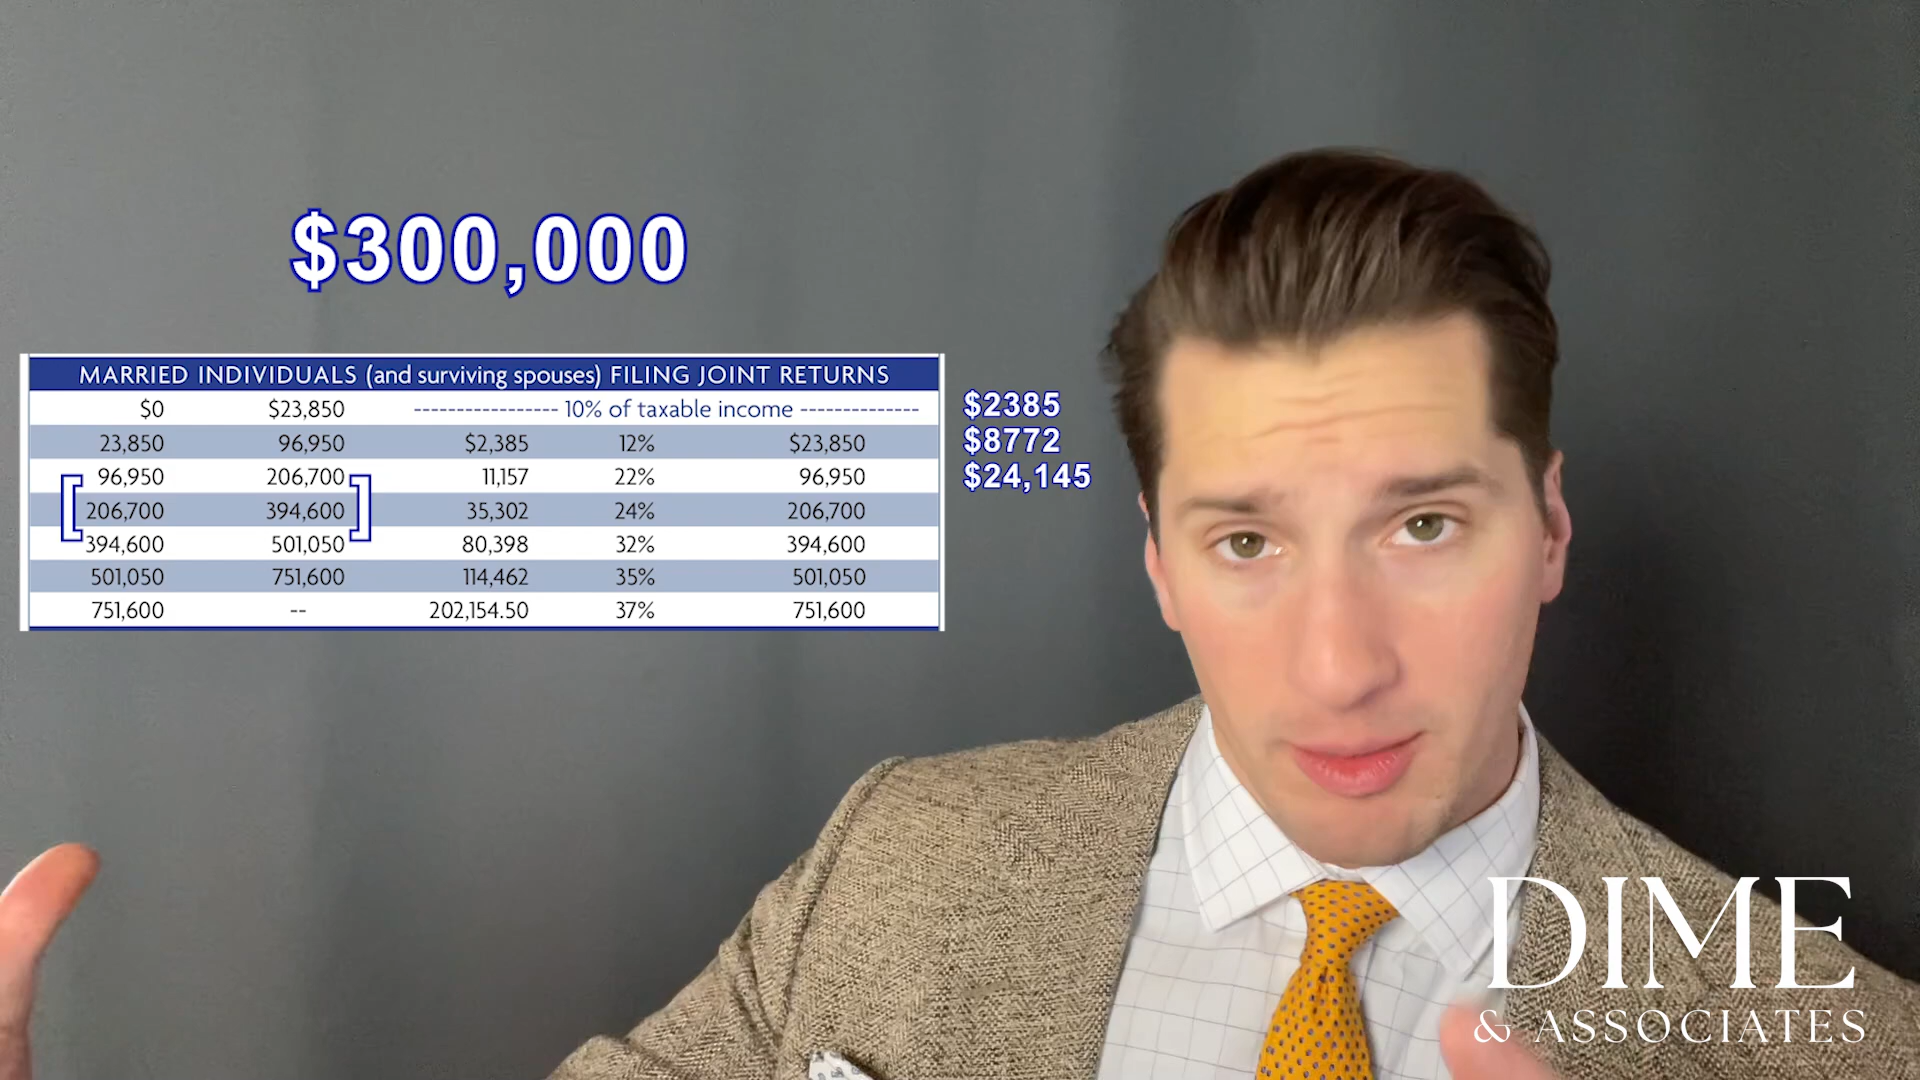 $300,000
MARRIED INDIVIDUALS (and surviving spouses) FILING JOINT RETURNS
$0 $23,850 ----------------- 10% of taxable income --------------
23,850 96,950 $2,385 12% $23,850
96,950 206,700 11,157 22% 96,950
206,700 394,600 35,302 24% 206,700
394,600 501,050 80,398 32% 394,600
501,050 751,600 114,462 35% 501,050
751,600 -- 202,154.50 37% 751,600
$2385
$8772
$24,145
DIME
& ASSOCIATES